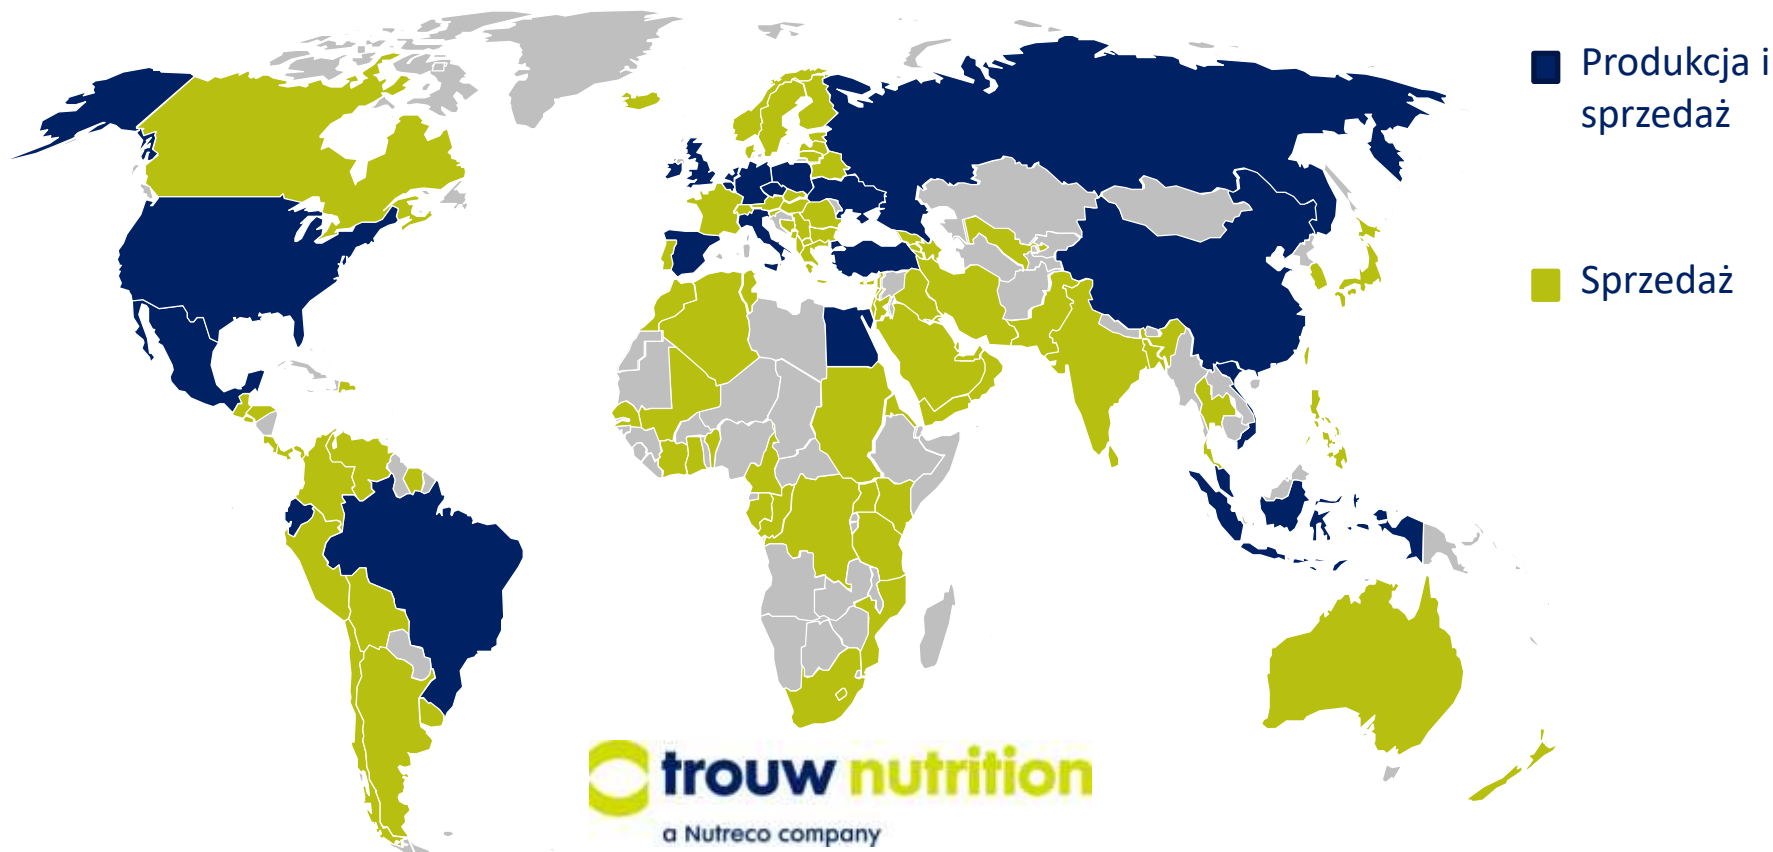 Produkcja i
sprzedaż
Sprzedaż
trouw nutrition
a Nutreco company